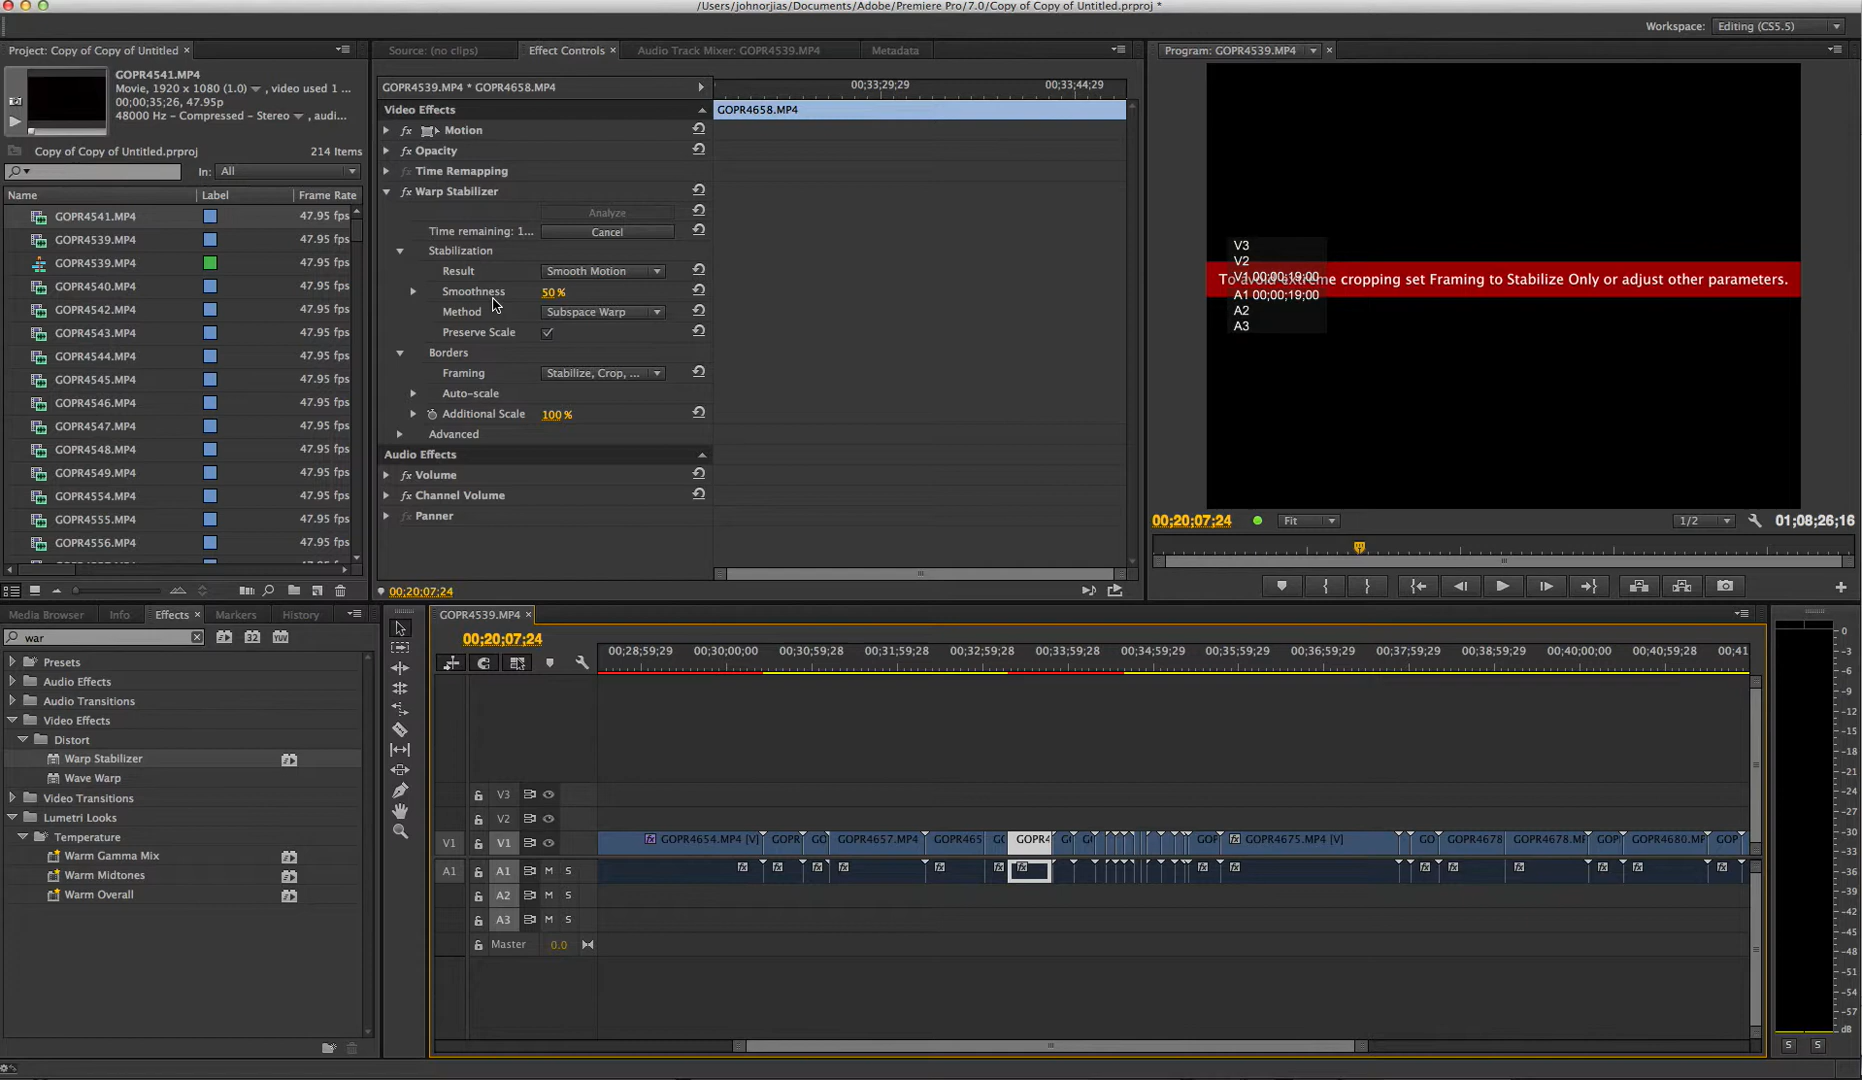 /Users/johnorjias/Documents/Adobe/Premiere Pro/7.0/Copy of Copy of Untitled.prproj *
Workspace: Editing (CS5.5)
Project: Copy of Copy of Untitled
GOPR4541.MP4
Movie, 1920 x 1080 (1.0) , video used 1 ...
00;00;35;26, 47.95p
48000 Hz - Compressed - Stereo , audi...
Copy of Copy of Untitled.prproj 214 Items
In: All
Name Label Frame Rate
GOPR4541.MP4 47.95 fps
GOPR4539.MP4 47.95 fps
GOPR4539.MP4 47.95 fps
GOPR4540.MP4 47.95 fps
GOPR4542.MP4 47.95 fps
GOPR4543.MP4 47.95 fps
GOPR4544.MP4 47.95 fps
GOPR4545.MP4 47.95 fps
GOPR4546.MP4 47.95 fps
GOPR4547.MP4 47.95 fps
GOPR4548.MP4 47.95 fps
GOPR4549.MP4 47.95 fps
GOPR4554.MP4 47.95 fps
GOPR4555.MP4 47.95 fps
GOPR4556.MP4 47.95 fps
Source: (no clips) Effect Controls Audio Track Mixer: GOPR4539.MP4 Metadata
GOPR4539.MP4 * GOPR4658.MP4
00;33;29;29 00;33;44;29
Video Effects
GOPR4658.MP4
fx Motion
fx Opacity
fx Time Remapping
fx Warp Stabilizer
Analyze
Time remaining: 1... Cancel
Stabilization
Result Smooth Motion
Smoothness 50 %
Method Subspace Warp
Preserve Scale
Borders
Framing Stabilize, Crop, ...
Auto-scale
Additional Scale 100 %
Advanced
Audio Effects
fx Volume
fx Channel Volume
fx Panner
00;20;07;24
Program: GOPR4539.MP4
To avoid extreme cropping set Framing to Stabilize Only or adjust other parameters.
V3
V2
V1 00;00;19;00
A1 00;00;19;00
A2
A3
00;20;07;24 Fit 1/2 01;08;26;16
Media Browser Info Effects Markers History
war
32 YUV
Presets
Audio Effects
Audio Transitions
Video Effects
Distort
Warp Stabilizer
Wave Warp
Video Transitions
Lumetri Looks
Temperature
Warm Gamma Mix
Warm Midtones
Warm Overall
GOPR4539.MP4
00;20;07;24
00;28;59;29 00;30;00;00 00;30;59;28 00;31;59;29 00;32;59;28 00;33;59;29 00;34;59;29 00;35;59;29 00;36;59;29 00;37;59;29 00;38;59;29 00;40;00;00 00;40;59;28 00;41
V3
V2
V1 V1 GOPR4654.MP4 [V] GOPR GO GOPR4657.MP4 GOPR465 GO GOPR4 GOPR4675.MP4 [V] GO GOPR4678 GOPR4678.M GOP GOPR4680.MP GOP
A1 A1 M S
A2 M S
A3 M S
Master 0.0
0
-3
-6
-9
-12
-15
-18
-21
-24
-27
-30
-33
-36
-39
-42
-45
-48
-51
-54
-57
dB
S S